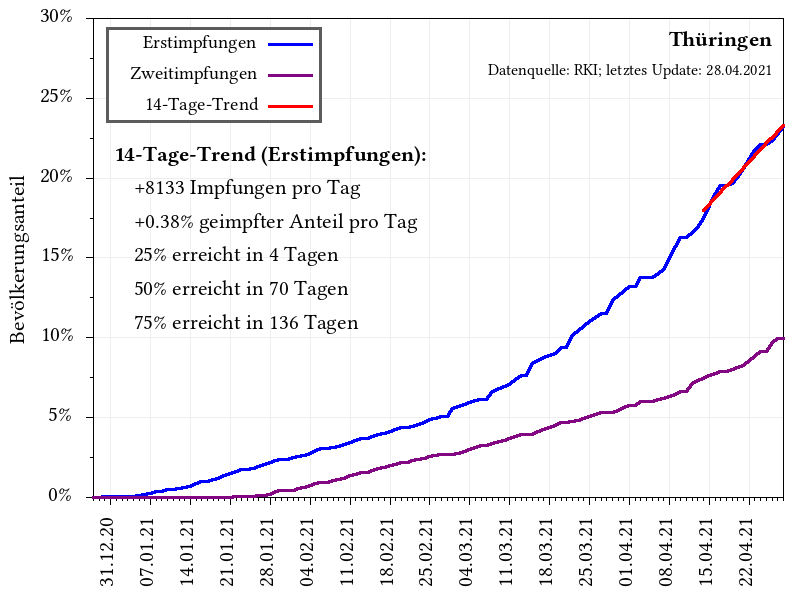 Thüringen
Datenquelle: RKI; letztes Update: 28.04.2021
Erstimpfungen
Zweitimpfungen
14-Tage-Trend
14-Tage-Trend (Erstimpfungen):
+8133 Impfungen pro Tag
+0.38% geimpfter Anteil pro Tag
25% erreicht in 4 Tagen
50% erreicht in 70 Tagen
75% erreicht in 136 Tagen
Bevölkerungsanteil
30%
25%
20%
15%
10%
5%
0%
31.12.20
07.01.21
14.01.21
21.01.21
28.01.21
04.02.21
11.02.21
18.02.21
25.02.21
04.03.21
11.03.21
18.03.21
25.03.21
01.04.21
08.04.21
15.04.21
22.04.21